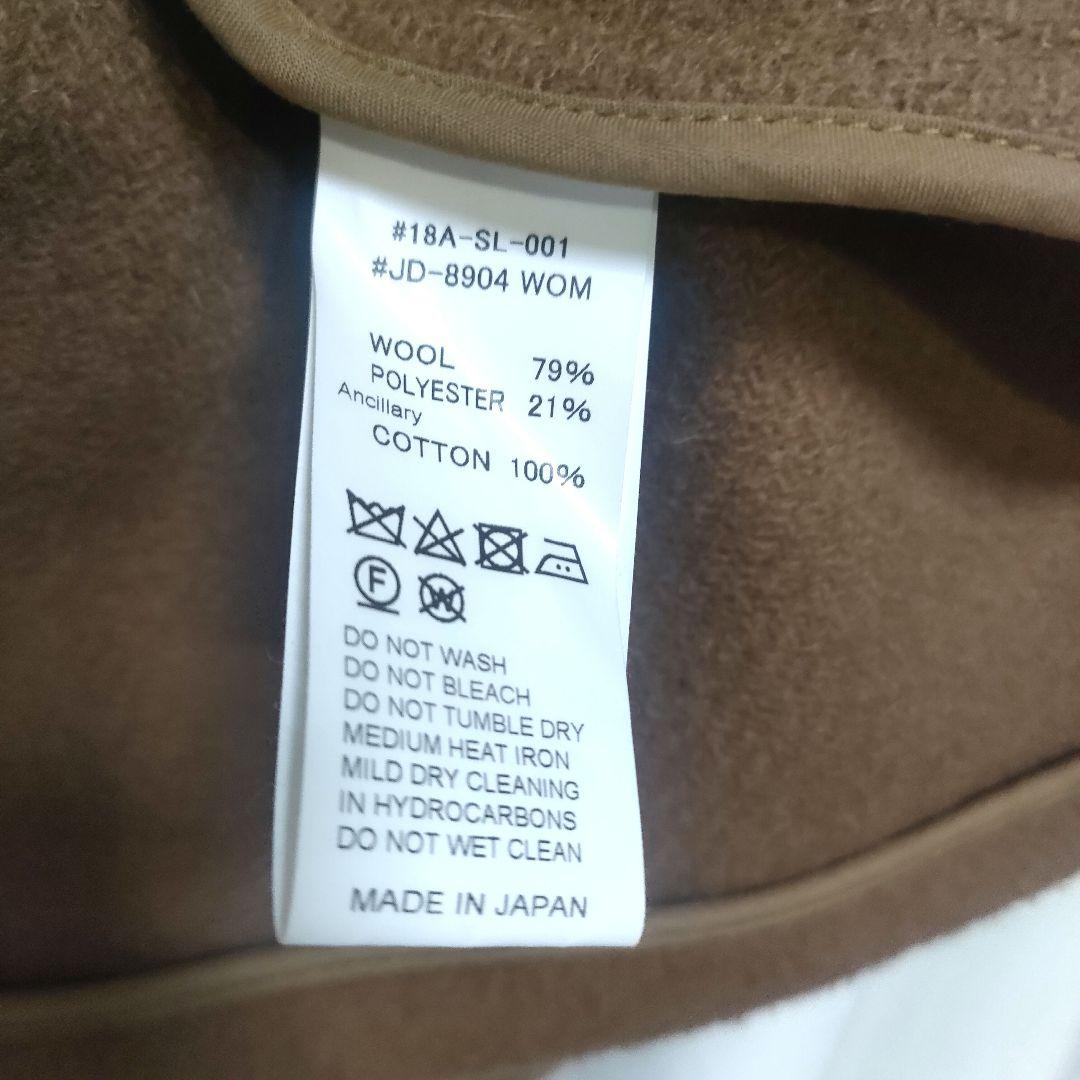 #18A-SL-001
#JD-8904 WOM
WOOL 79%
POLYESTER 21%
Ancillary
COTTON 100%
F
W
DO NOT WASH
DO NOT BLEACH
DO NOT TUMBLE DRY
MEDIUM HEAT IRON
MILD DRY CLEANING
IN HYDROCARBONS
DO NOT WET CLEAN
MADE IN JAPAN